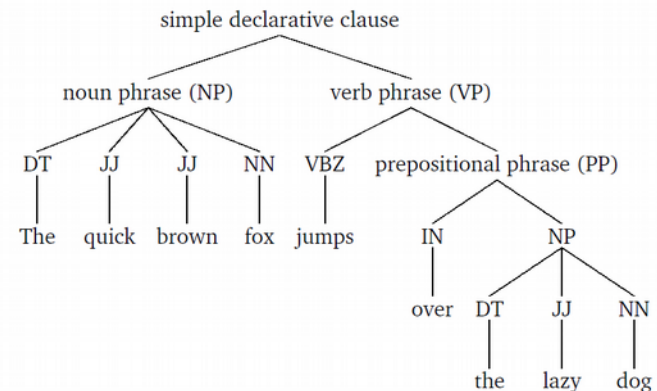 simple declarative clause
noun phrase (NP) verb phrase (VP)
DT JJ JJ NN VBZ prepositional phrase (PP)
The quick brown fox jumps IN NP
over DT JJ NN
the lazy dog